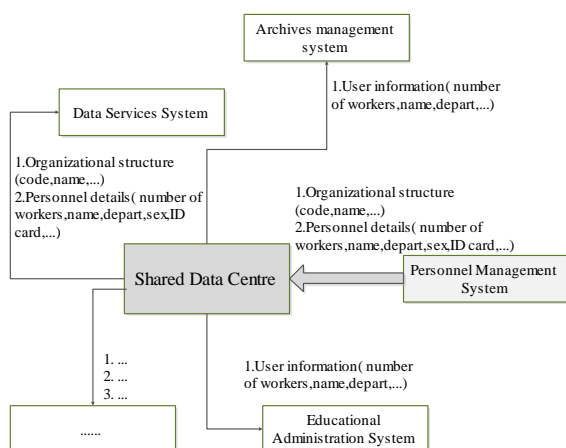 Archives management
system
1.User information( number
of workers,name,depart,...)
Data Services System
1.Organizational structure
(code,name,...)
2.Personnel details( number of
workers,name,depart,sex,ID
card,...)
1.Organizational structure
(code,name,...)
2.Personnel details( number of
workers,name,depart,sex,ID card,...)
Shared Data Centre
Personnel Management
System
1. ...
2. ...
3. ...
1.User information( number
of workers,name,depart,...)
......
Educational
Administration System